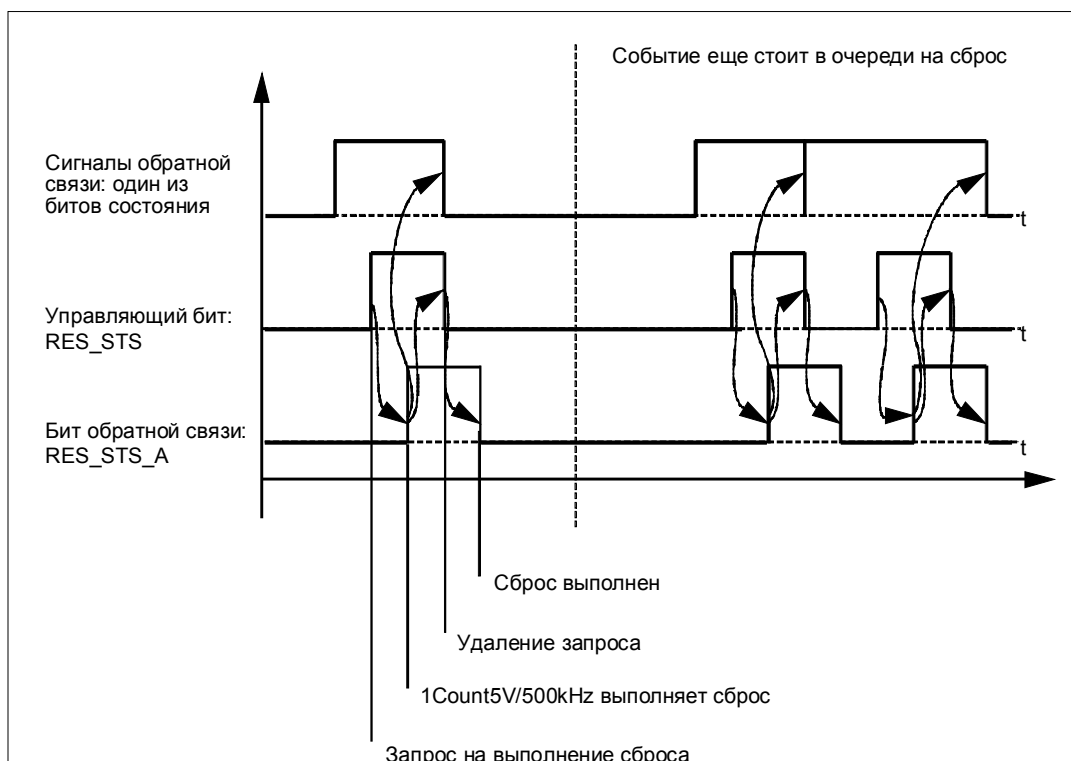 Событие еще стоит в очереди на сброс
Сигналы обратной
связи: один из
битов состояния
t
Управляющий бит:
RES_STS
Бит обратной связи:
RES_STS_A
t
Сброс выполнен
Удаление запроса
1Count5V/500kHz выполняет сброс
Запрос на выполнение сброса